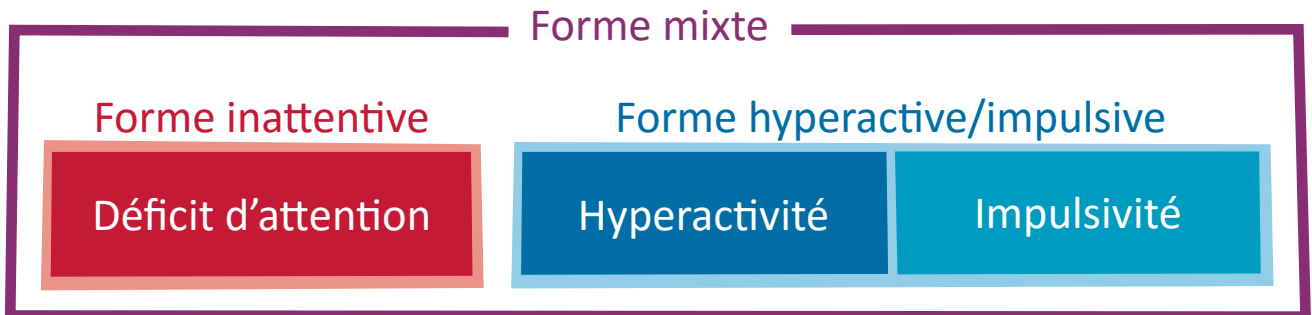 Forme mixte
Forme inattentive
Forme hyperactive/impulsive
Déficit d'attention
Hyperactivité
Impulsivité